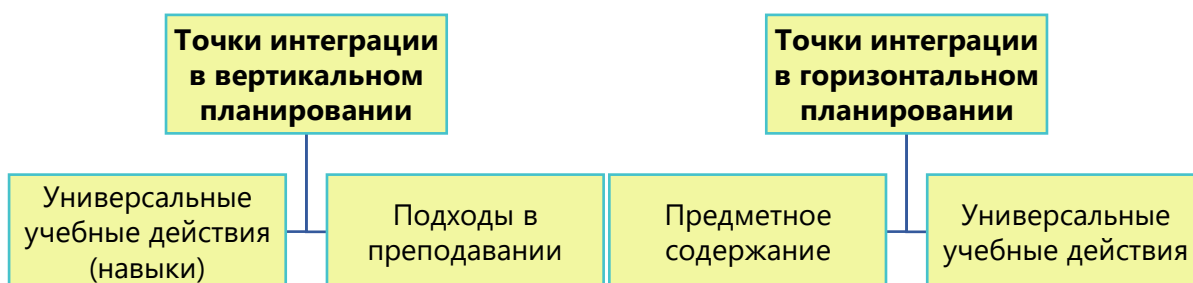 Точки интеграции
в вертикальном
планировании
Точки интеграции
в горизонтальном
планировании
Универсальные
учебные действия
(навыки)
Подходы в
преподавании
Предметное
содержание
Универсальные
учебные действия